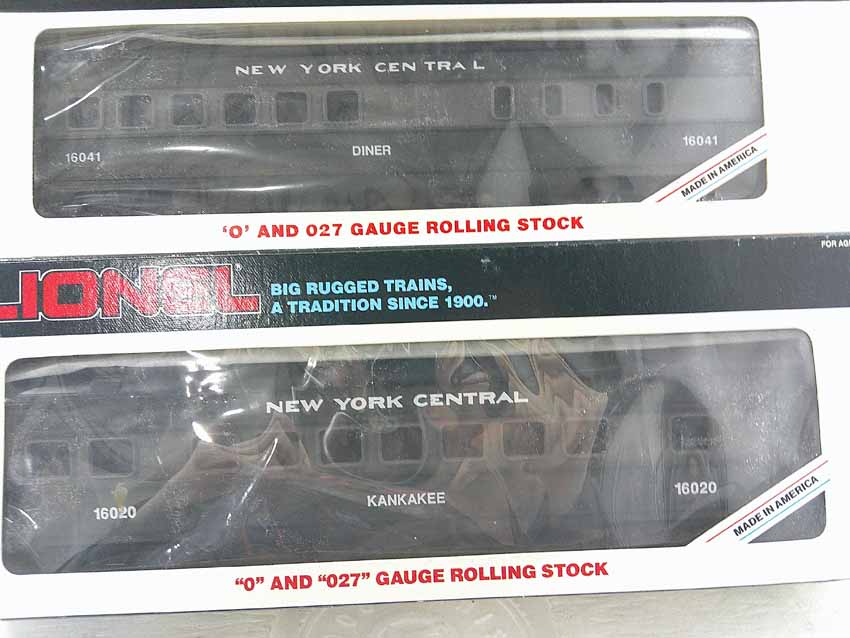 NEW YORK CENTRAL
16041
DINER
16041
MADE IN AMERICA
‘O’ AND 027 GAUGE ROLLING STOCK
FOR AG
LIONEL
BIG RUGGED TRAINS,
A TRADITION SINCE 1900.™
NEW YORK CENTRAL
KANKAKEE
16020
16020
MADE IN AMERICA
“0” AND “027” GAUGE ROLLING STOCK